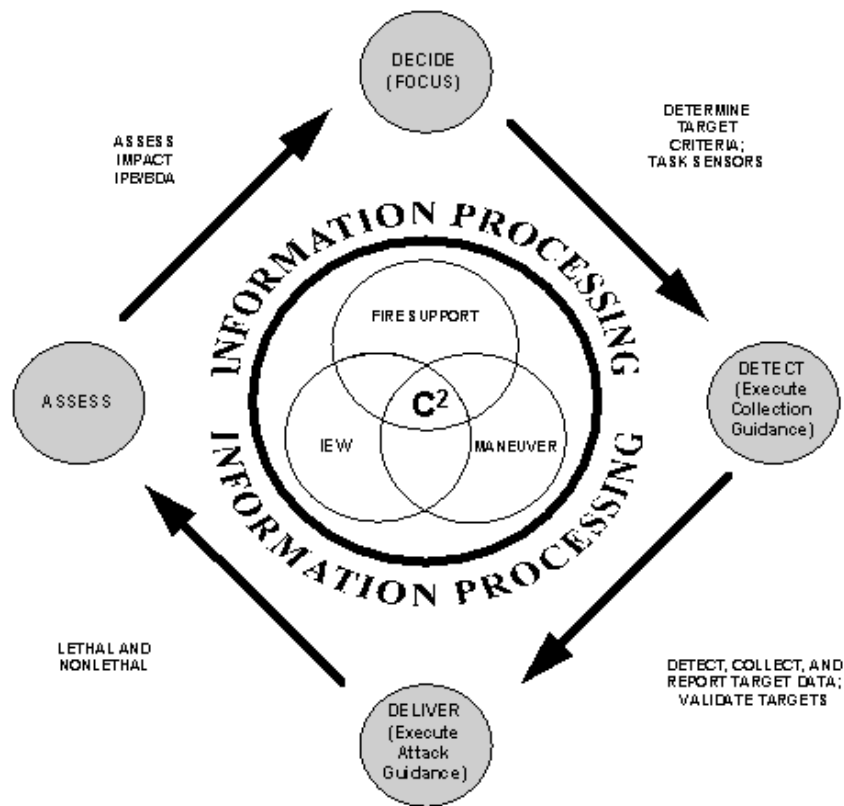 DECIDE
(FOCUS)
ASSESS
IMPACT
IPB/BDA
DETERMINE
TARGET
CRITERIA;
TASK SENSORS
INFORMATION PROCESSING
FIRE SUPPORT
C²
IEW
MANEUVER
INFORMATION PROCESSING
ASSESS
DETECT
(Execute
Collection
Guidance)
LETHAL AND
NONLETHAL
DELIVER
(Execute
Attack
Guidance)
DETECT, COLLECT, AND
REPORT TARGET DATA;
VALIDATE TARGETS